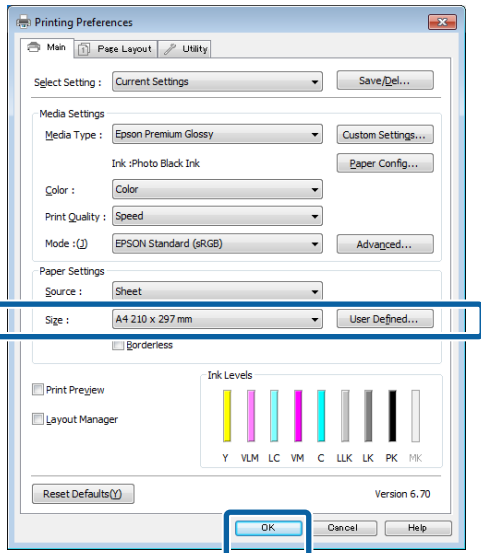 Printing Preferences
Main Page Layout Utility
Select Setting : Current Settings Save/Del...
Media Settings
Media Type : Epson Premium Glossy Custom Settings...
Ink :Photo Black Ink Paper Config...
Color : Color
Print Quality : Speed
Mode :(J) EPSON Standard (sRGB) Advanced...
Paper Settings
Source : Sheet
Size : A4 210 x 297 mm User Defined...
Borderless
Ink Levels
Print Preview
Layout Manager
Y VLM LC VM C LLK LK PK MK
Reset Defaults(Y) Version 6.70
OK Cancel Help